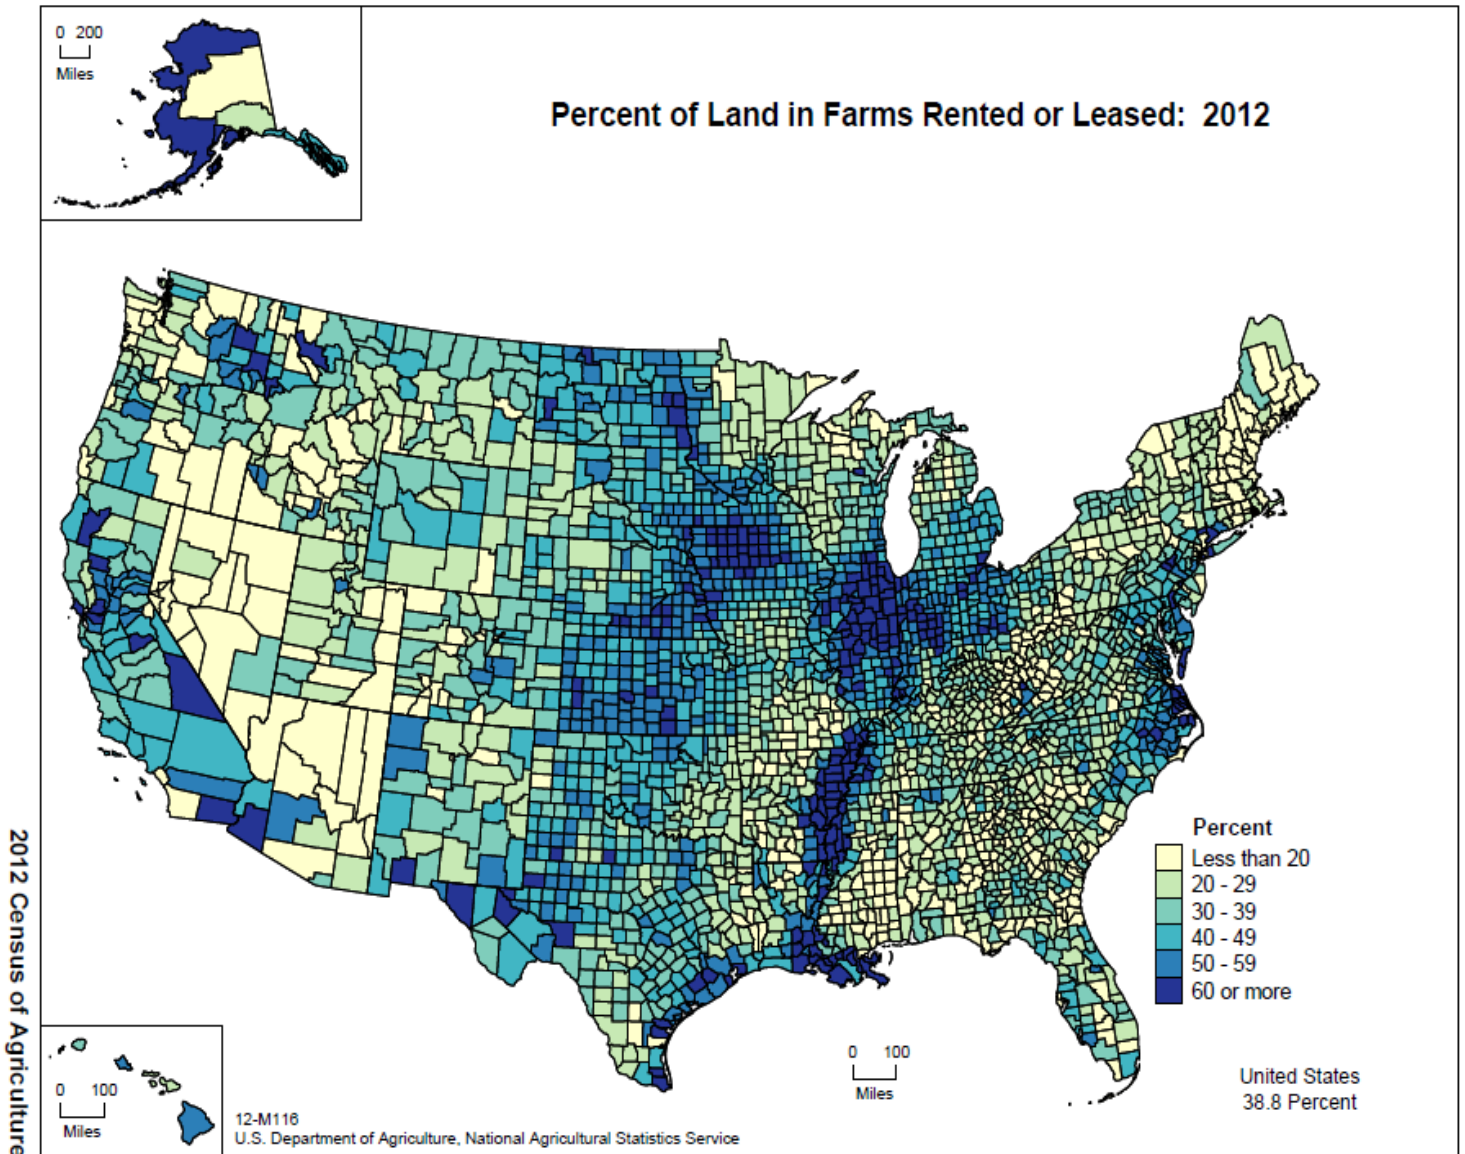 0 200
Miles
Percent of Land in Farms Rented or Leased: 2012
Percent
Less than 20
20 - 29
30 - 39
40 - 49
50 - 59
60 or more
0 100
Miles
United States
38.8 Percent
0 100
Miles
12-M116
U.S. Department of Agriculture, National Agricultural Statistics Service
2012 Census of Agriculture